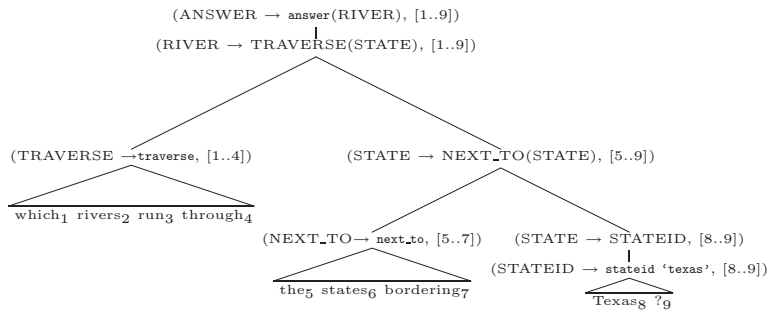 (ANSWER → answer(RIVER), [1..9])
(RIVER → TRAVERSE(STATE), [1..9])
(TRAVERSE →traverse, [1..4]) (STATE → NEXT_TO(STATE), [5..9])
which1 rivers2 run3 through4
(NEXT_TO→ next_to, [5..7]) (STATE → STATEID, [8..9])
(STATEID → stateid ‘texas’, [8..9])
the5 states6 bordering7
Texas8 ?9